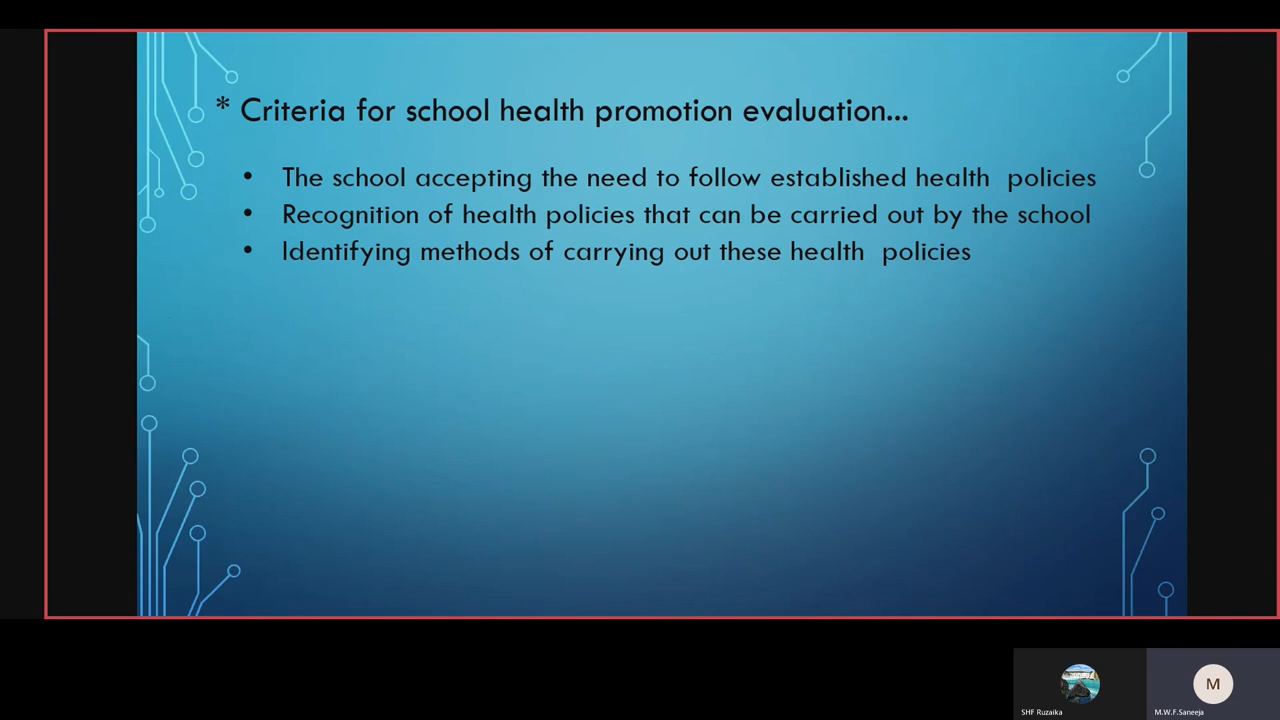 * Criteria for school health promotion evaluation...
• The school accepting the need to follow established health policies
• Recognition of health policies that can be carried out by the school
• Identifying methods of carrying out these health policies
SHF Ruzaika
M
M.W.F.Saneeja